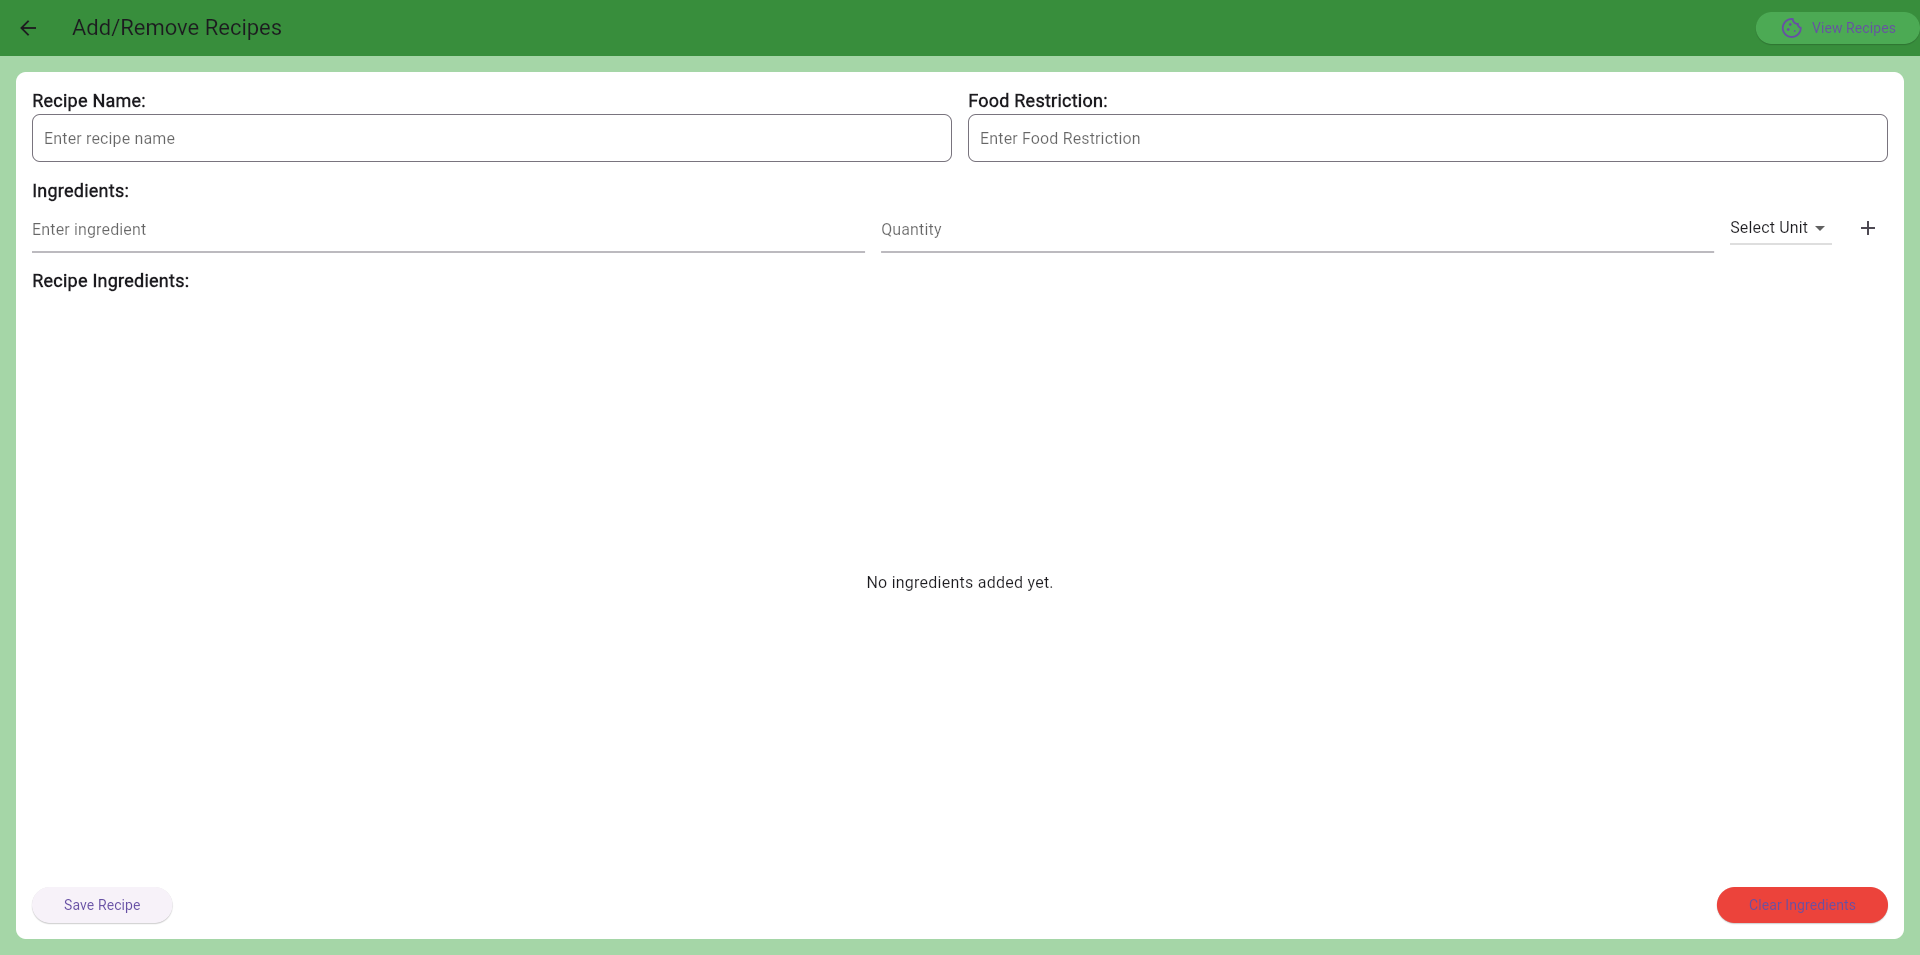 Add/Remove Recipes
View Recipes
Recipe Name:
Food Restriction:
Enter recipe name
Enter Food Restriction
Ingredients:
Enter ingredient
Quantity
Select Unit
Recipe Ingredients:
No ingredients added yet.
Save Recipe
Clear Ingredients